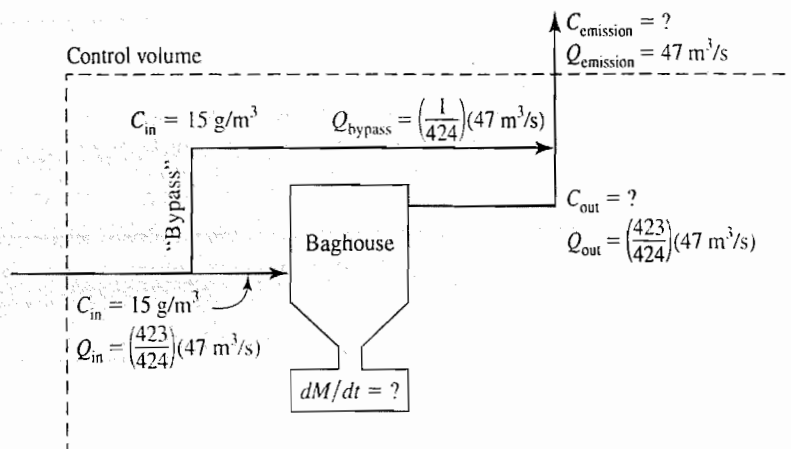 Control volume
C_emission = ?
Q_emission = 47 m³/s
C_in = 15 g/m³
Q_bypass = (1/424)(47 m³/s)
"Bypass"
C_out = ?
Q_out = (423/424)(47 m³/s)
Baghouse
C_in = 15 g/m³
Q_in = (423/424)(47 m³/s)
dM/dt = ?